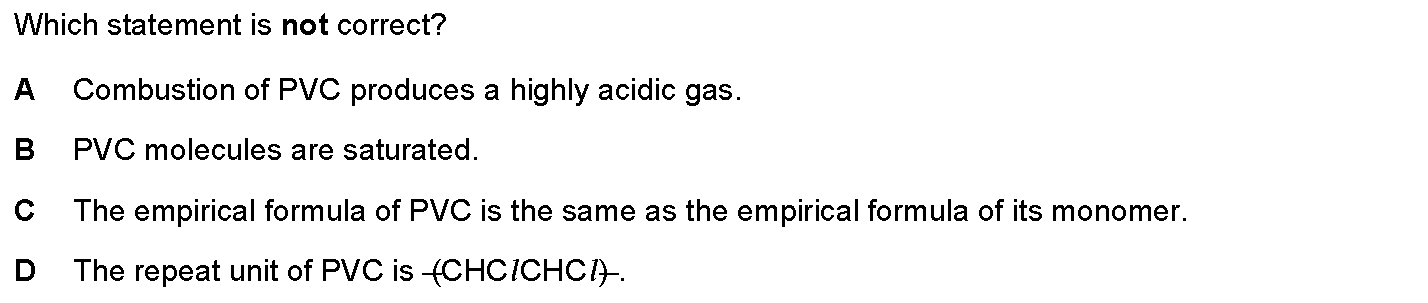 Which statement is not correct?
A Combustion of PVC produces a highly acidic gas.
B PVC molecules are saturated.
C The empirical formula of PVC is the same as the empirical formula of its monomer.
D The repeat unit of PVC is –(CHClCHCl)–.